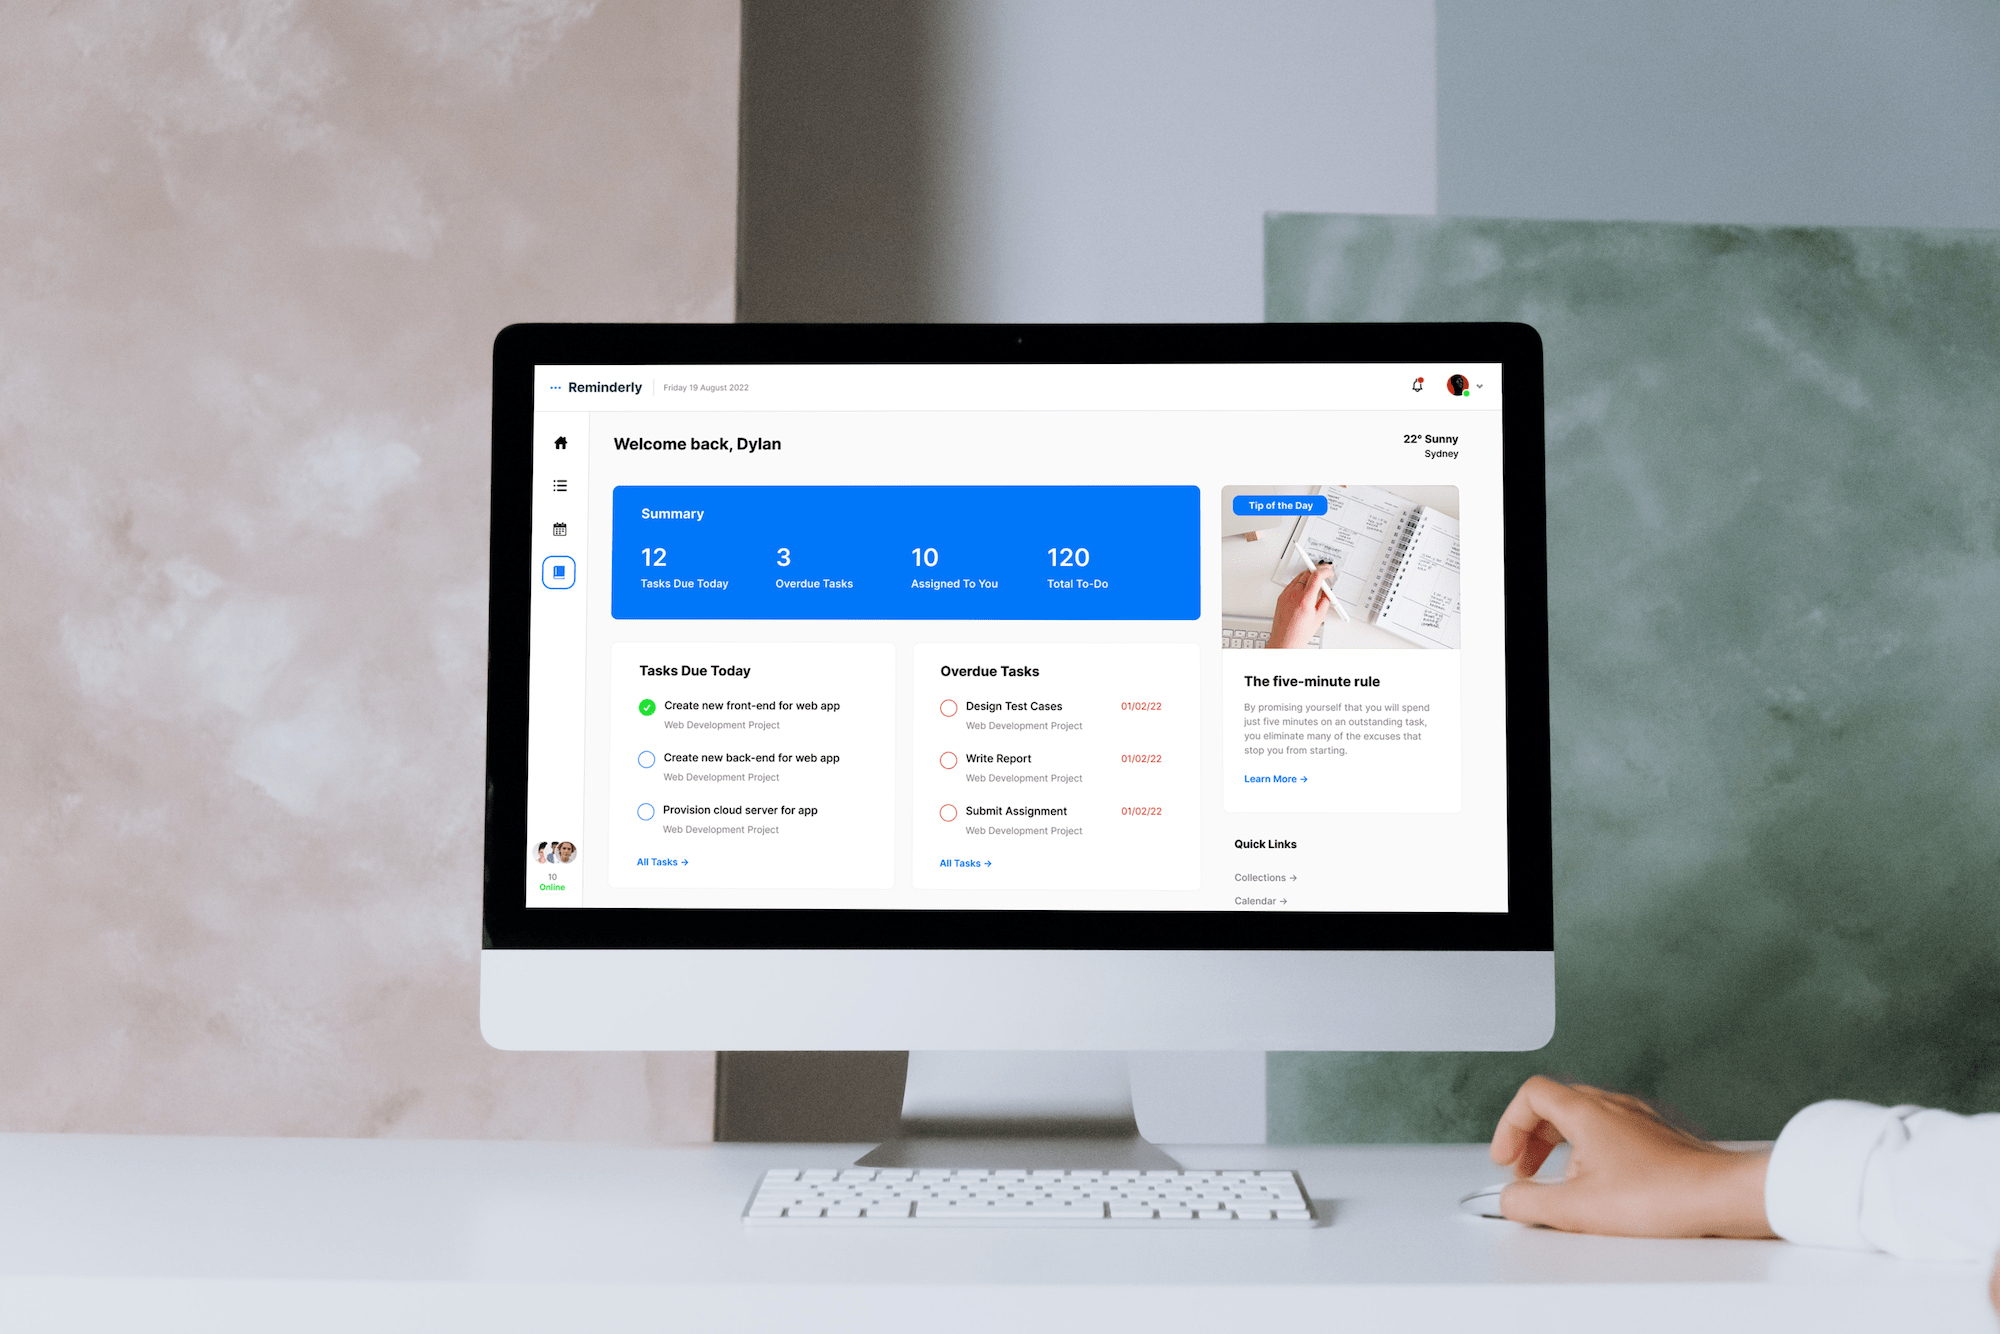 Reminderly
Friday 19 August 2022
Welcome back, Dylan
22° Sunny
Sydney
Summary
12
Tasks Due Today
3
Overdue Tasks
10
Assigned To You
120
Total To-Do
Tasks Due Today
Create new front-end for web app
Web Development Project
Create new back-end for web app
Web Development Project
Provision cloud server for app
Web Development Project
All Tasks →
Overdue Tasks
Design Test Cases
01/02/22
Web Development Project
Write Report
01/02/22
Web Development Project
Submit Assignment
01/02/22
Web Development Project
All Tasks →
Tip of the Day
The five-minute rule
By promising yourself that you will spend
just five minutes on an outstanding task,
you eliminate many of the excuses that
stop you from starting.
Learn More →
Quick Links
Collections →
Calendar →
10
Online